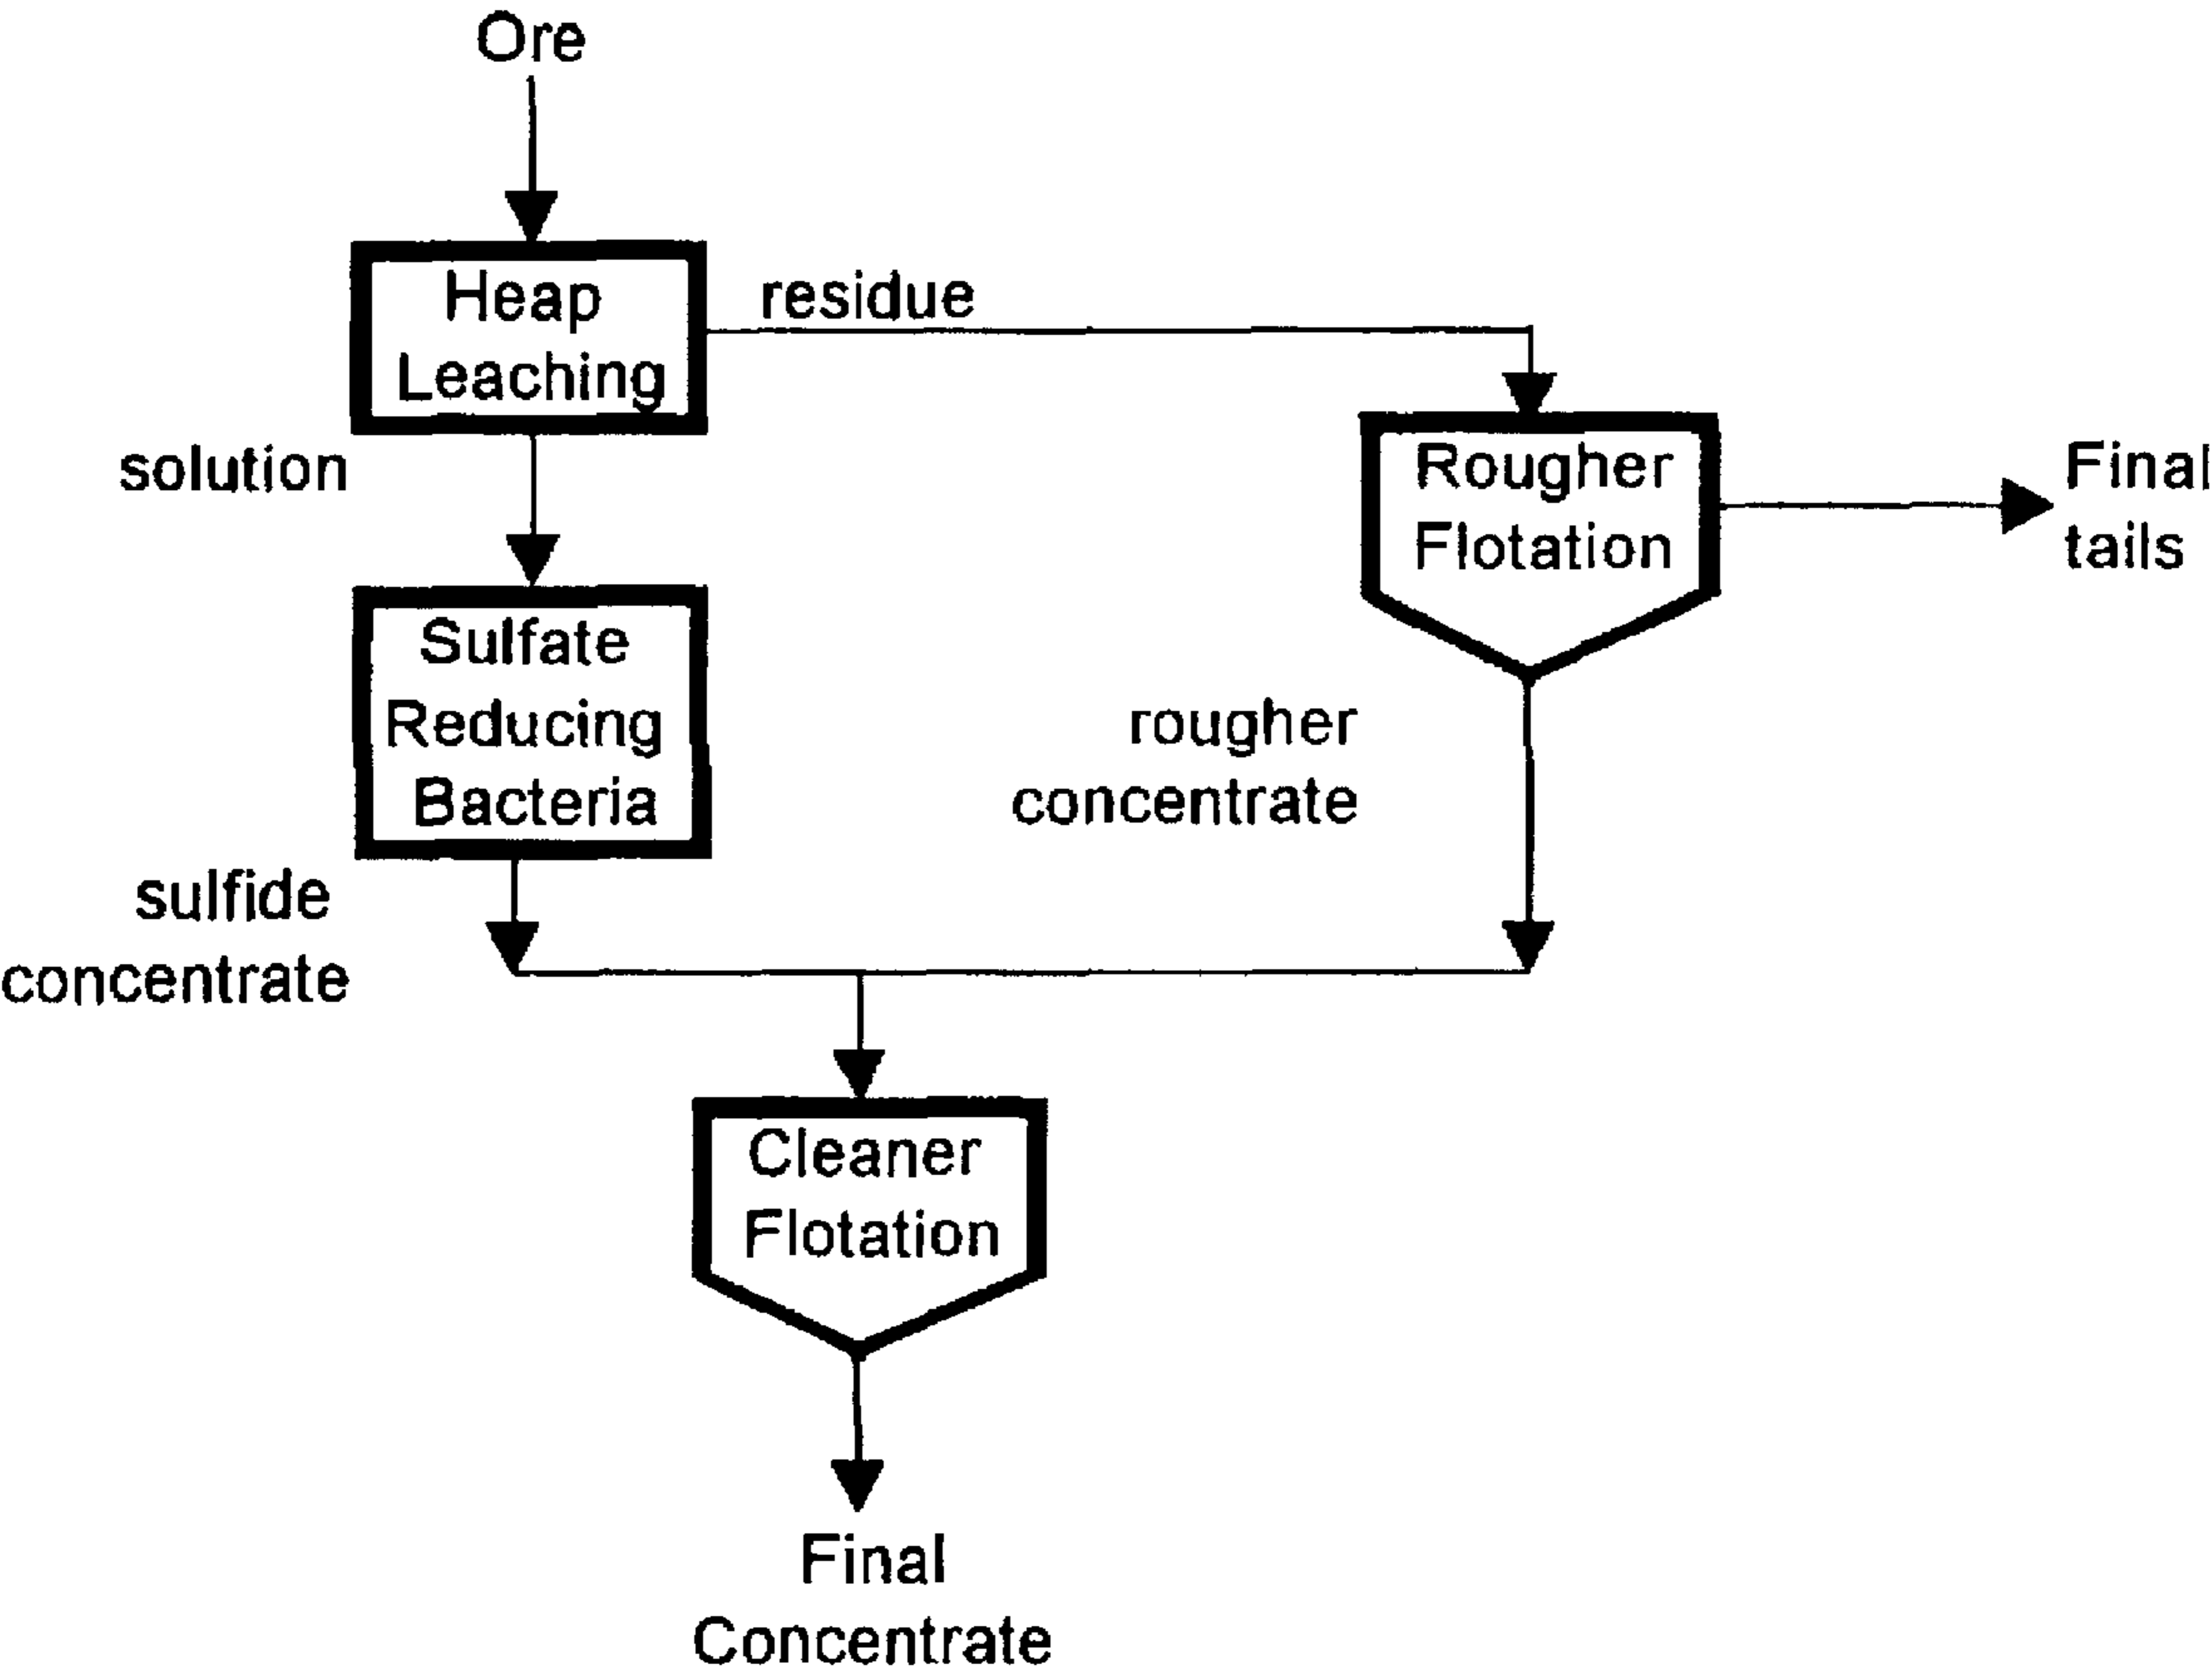 Ore
Heap
Leaching
residue
solution
Rougher
Flotation
Final
tails
Sulfate
Reducing
Bacteria
rougher
concentrate
sulfide
concentrate
Cleaner
Flotation
Final
Concentrate